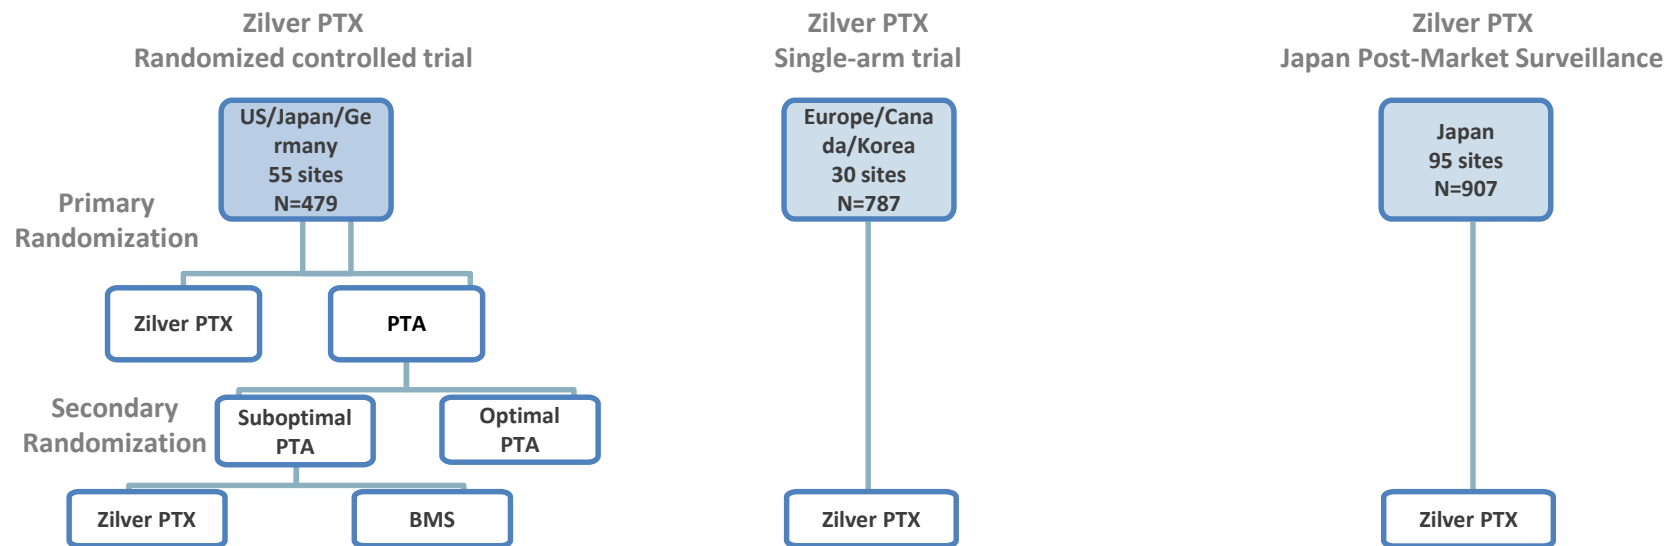 Zilver PTX
Randomized controlled trial
US/Japan/Ge
rmany
55 sites
N=479
Primary
Randomization
Zilver PTX
PTA
Secondary
Randomization
Suboptimal
PTA
Optimal
PTA
Zilver PTX
BMS
Zilver PTX
Single-arm trial
Europe/Cana
da/Korea
30 sites
N=787
Zilver PTX
Zilver PTX
Japan Post-Market Surveillance
Japan
95 sites
N=907
Zilver PTX